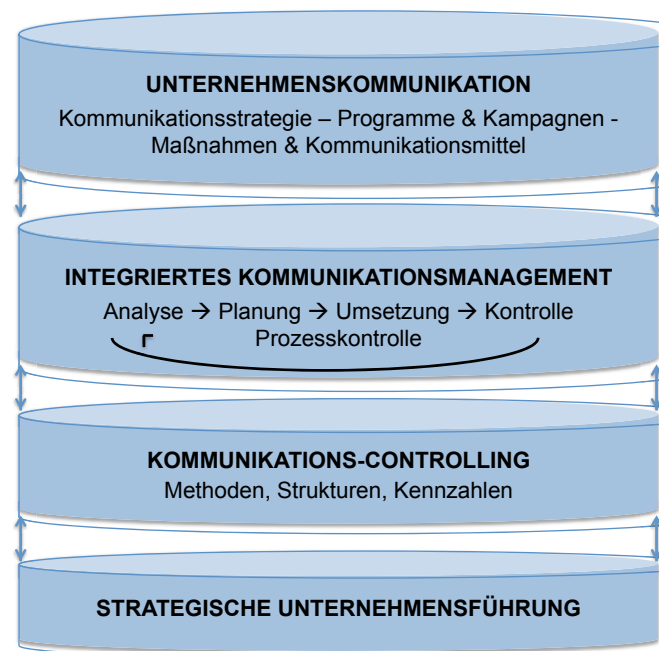 UNTERNEHMENSKOMMUNIKATION
Kommunikationsstrategie – Programme & Kampagnen -
Maßnahmen & Kommunikationsmittel
INTEGRIERTES KOMMUNIKATIONSMANAGEMENT
Analyse → Planung → Umsetzung → Kontrolle
Prozesskontrolle
KOMMUNIKATIONS-CONTROLLING
Methoden, Strukturen, Kennzahlen
STRATEGISCHE UNTERNEHMENSFÜHRUNG